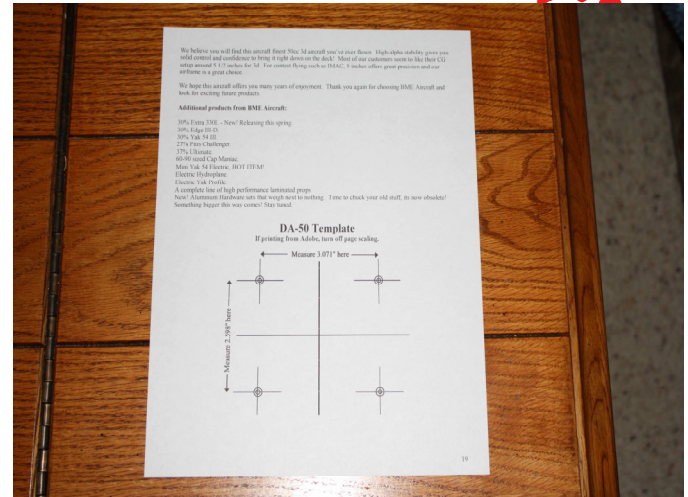 We believe you will find this aircraft finest 50cc 3d aircraft you've ever flown. High-alpha stability gives you
solid control and confidence to bring it right down on the deck! Most of our customers seem to like their CG
setup around 5 1/2 inches for 3d. For contest flying such as IMAC, 5 inches offers great precision and our
airframe is a great choice.
We hope this aircraft offers you many years of enjoyment. Thank you again for choosing BME Aircraft and
look for exciting future products.
Additional products from BME Aircraft:
30% Extra 330L - New! Releasing this spring.
30% Edge III-D.
30% Yak 54 III.
27% Pitts Challenger.
37% Ultimate.
60-90 sized Cap Maniac.
Mini Yak 54 Electric, HOT ITEM!
Electric Hydroplane.
Electric Yak Profile.
A complete line of high performance laminated props
New! Aluminum Hardware sets that weigh next to nothing. Time to chuck your old stuff, its now obsolete!
Something bigger this way comes! Stay tuned.
DA-50 Template
If printing from Adobe, turn off page scaling.
Measure 3.071" here
Measure 2.598" here
19